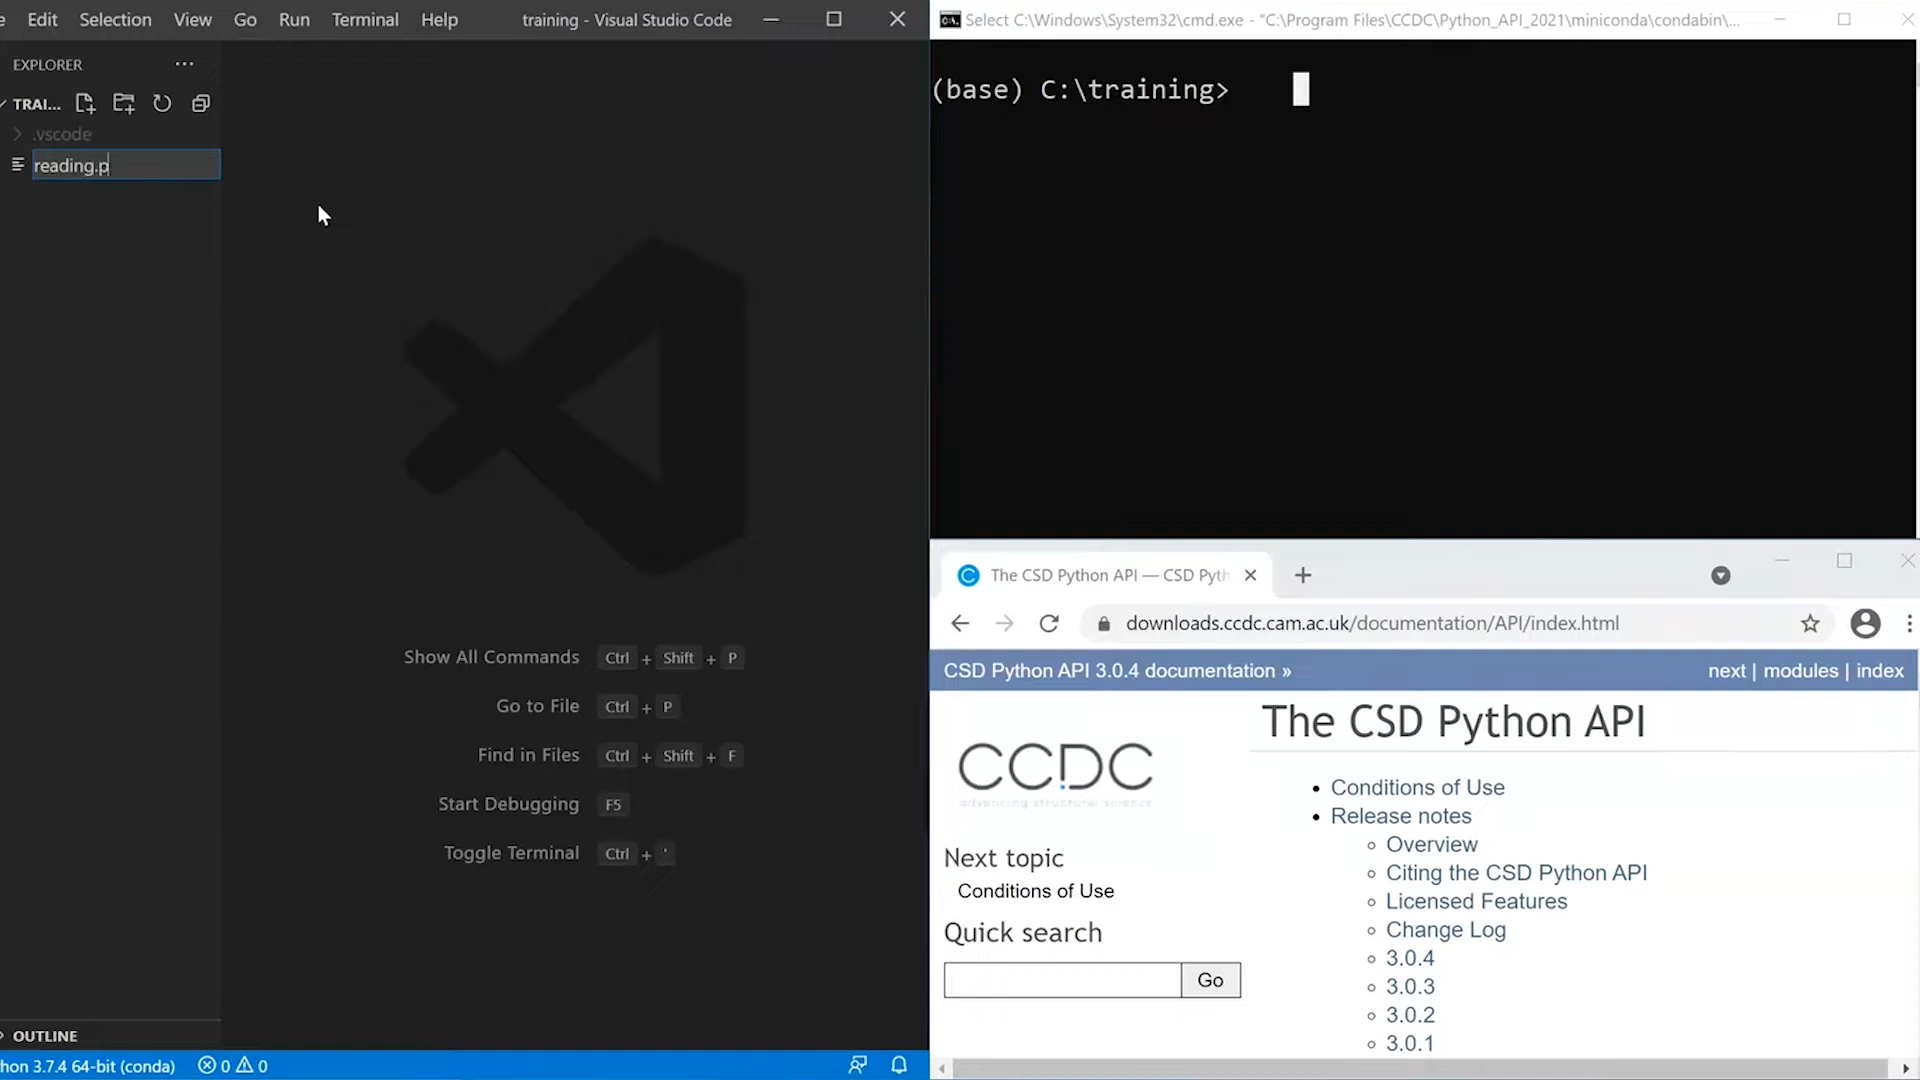 Edit Selection View Go Run Terminal Help training - Visual Studio Code
EXPLORER
TRAI...
.vscode
reading.p
Show All Commands Ctrl + Shift + P
Go to File Ctrl + P
Find in Files Ctrl + Shift + F
Start Debugging F5
Toggle Terminal Ctrl + '
OUTLINE
hon 3.7.4 64-bit (conda) 0 0
Select C:\Windows\System32\cmd.exe - "C:\Program Files\CCDC\Python_API_2021\miniconda\condabin\...
(base) C:\training>
The CSD Python API — CSD Pyth
downloads.ccdc.cam.ac.uk/documentation/API/index.html
CSD Python API 3.0.4 documentation » next | modules | index
CCDC
advancing structural science
Next topic
Conditions of Use
Quick search
Go
The CSD Python API
Conditions of Use
Release notes
Overview
Citing the CSD Python API
Licensed Features
Change Log
3.0.4
3.0.3
3.0.2
3.0.1